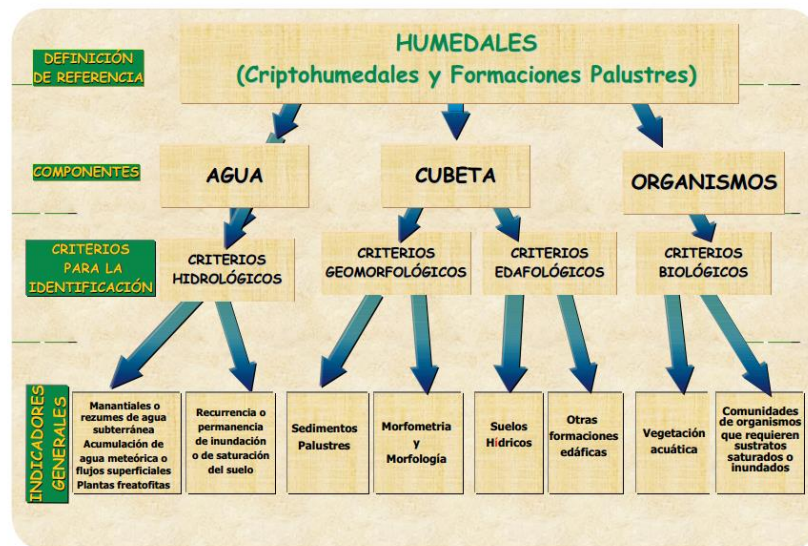 DEFINICIÓN
DE REFERENCIA
HUMEDALES
(Criptohumedales y Formaciones Palustres)
COMPONENTES
AGUA
CUBETA
ORGANISMOS
CRITERIOS
PARA LA
IDENTIFICACIÓN
CRITERIOS
HIDROLÓGICOS
CRITERIOS
GEOMORFOLÓGICOS
CRITERIOS
EDAFOLÓGICOS
CRITERIOS
BIOLÓGICOS
INDICADORES
GENERALES
Manantiales o
rezumes de agua
subterránea
Acumulación de
agua meteórica o
flujos superficiales
Plantas freatofitas
Recurrencia o
permanencia
de inundación
o de saturación
del suelo
Sedimentos
Palustres
Morfometria
y
Morfología
Suelos
Hídricos
Otras
formaciones
edáficas
Vegetación
acuática
Comunidades
de organismos
que requieren
sustratos
saturados o
inundados